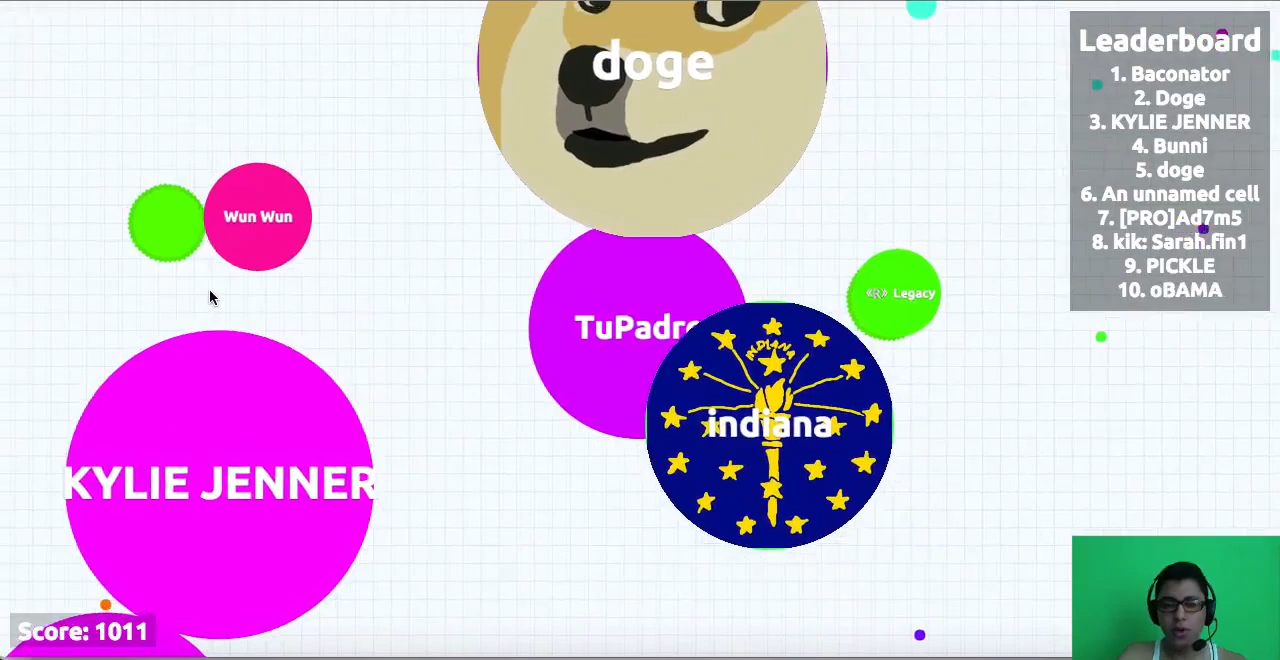 doge
Leaderboard
1. Baconator
2. Doge
3. KYLIE JENNER
4. Bunni
5. doge
6. An unnamed cell
7. [PRO]Ad7m5
8. kik: Sarah.fin1
9. PICKLE
10. oBAMA
Wun Wun
«R» Legacy
TuPadre
INDIANA
indiana
KYLIE JENNER
Score: 1011